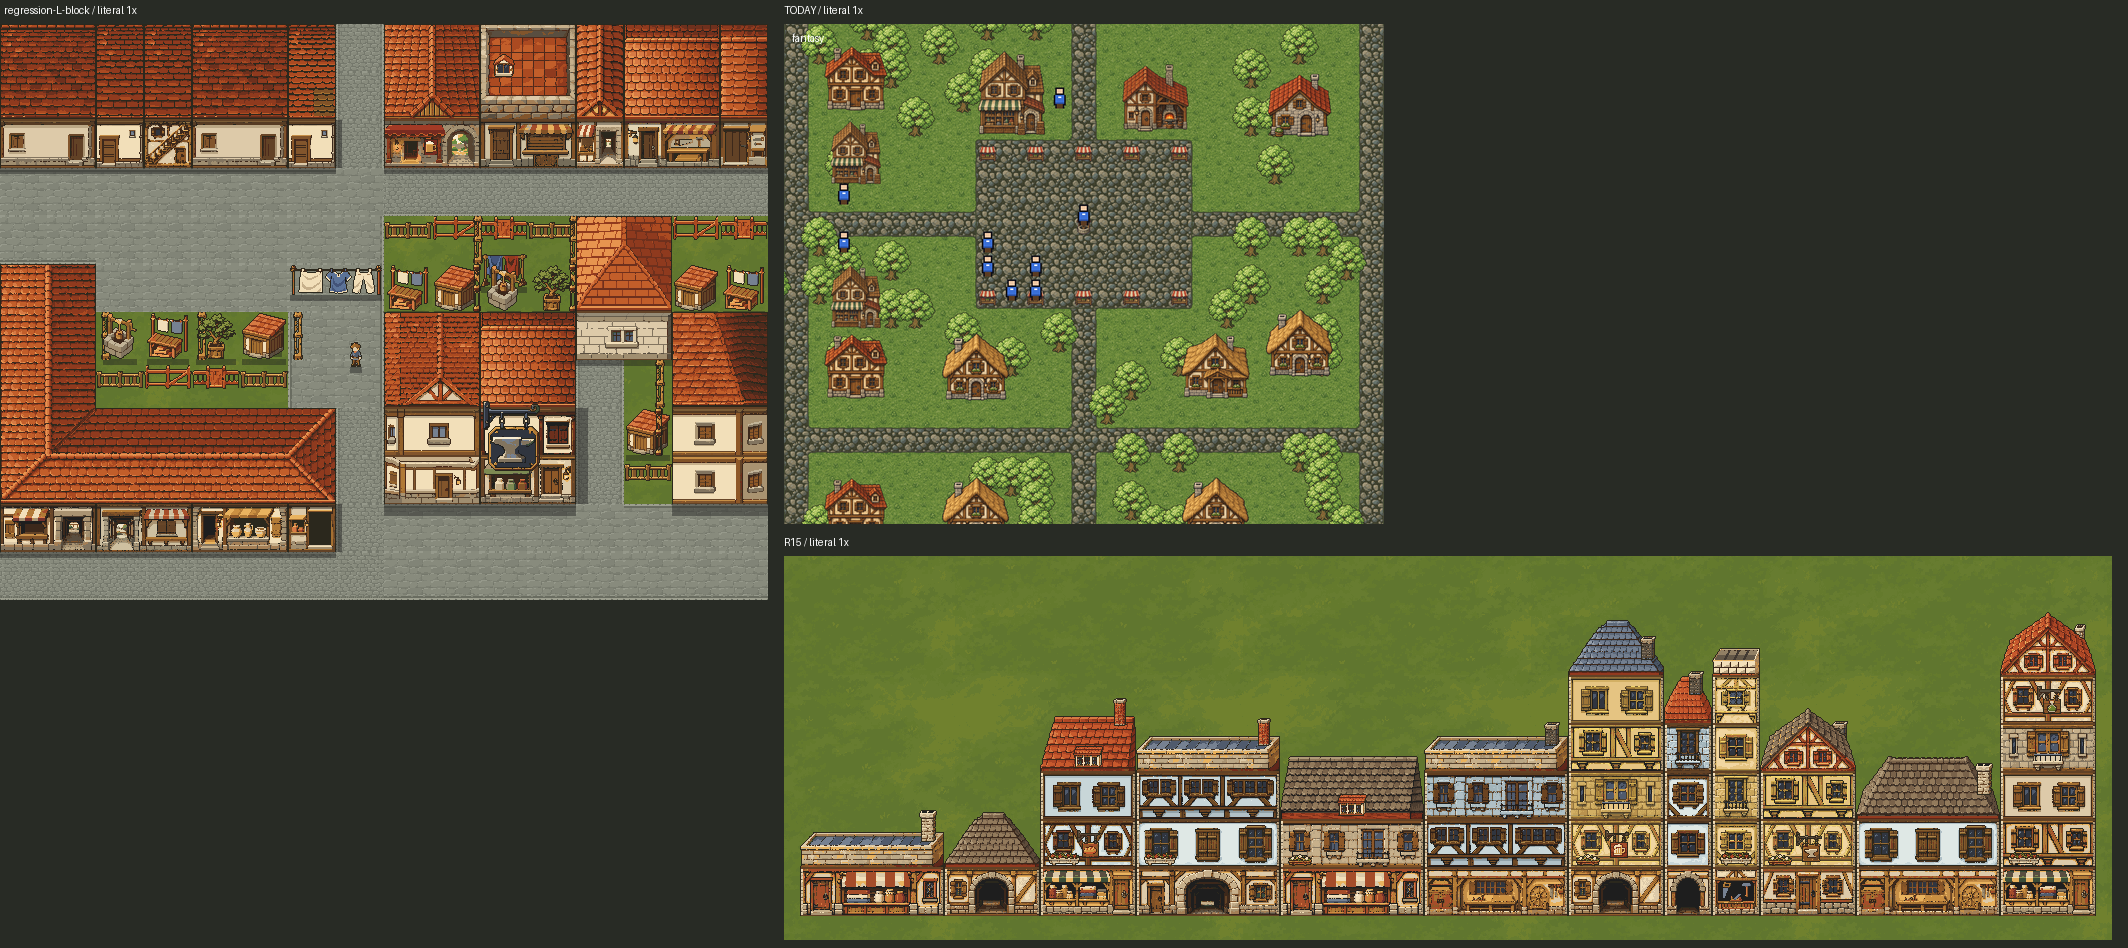 regression-L-block / literal 1x
TODAY / literal 1x
fantasy
R15 / literal 1x